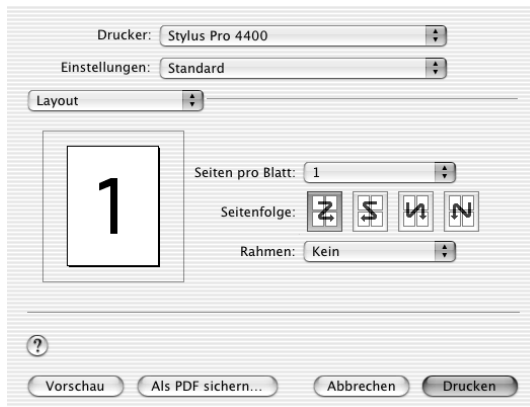 Drucker: Stylus Pro 4400
Einstellungen: Standard
Layout
1
Seiten pro Blatt: 1
Seitenfolge:
Rahmen: Kein
?
Vorschau Als PDF sichern... Abbrechen Drucken